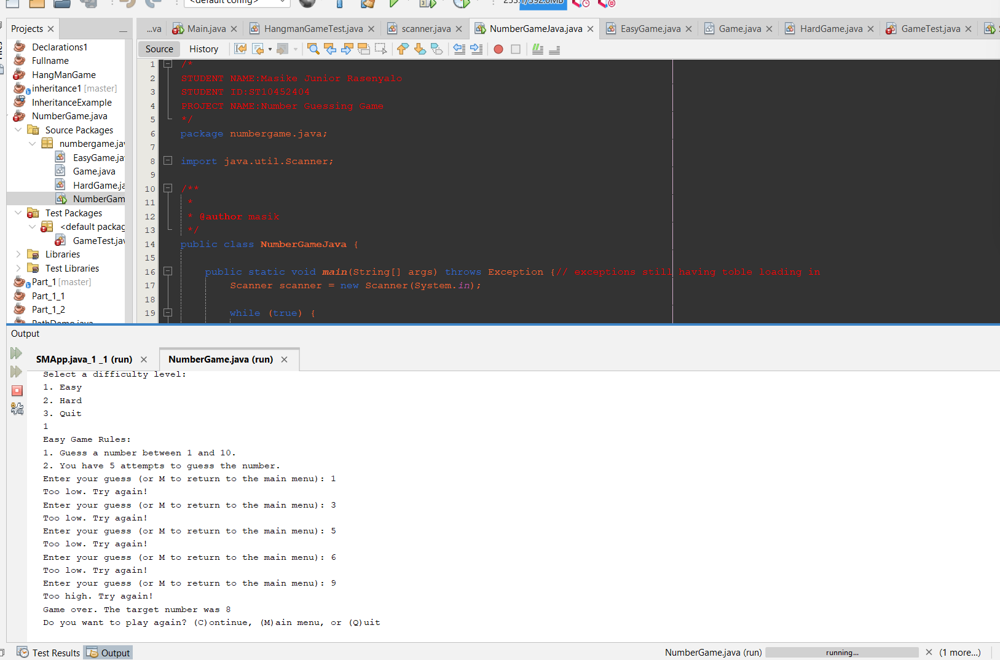 <default config>
253.1/392.0MB
Projects
...va
Main.java
HangmanGameTest.java
scanner.java
NumberGameJava.java
EasyGame.java
Game.java
HardGame.java
GameTest.java
Source
History
Declarations1
Fullname
HangManGame
inheritance1 [master]
InheritanceExample
NumberGame.java
Source Packages
numbergame.jav
EasyGame.ja
Game.java
HardGame.ja
NumberGam
Test Packages
<default packag
GameTest.jav
Libraries
Test Libraries
Part_1 [master]
Part_1_1
Part_1_2
PathDemo.java
1 /*
2 STUDENT NAME:Masike Junior Rasenyalo
3 STUDENT ID:ST10452404
4 PROJECT NAME:Number Guessing Game
5 */
6 package numbergame.java;
7
8 import java.util.Scanner;
9
10 /**
11 *
12 * @author masik
13 */
14 public class NumberGameJava {
15
16 public static void main(String[] args) throws Exception {// exceptions still having toble loading in
17 Scanner scanner = new Scanner(System.in);
18
19 while (true) {
Output
SMApp.java_1 _1 (run)
NumberGame.java (run)
Select a difficulty level:
1. Easy
2. Hard
3. Quit
1
Easy Game Rules:
1. Guess a number between 1 and 10.
2. You have 5 attempts to guess the number.
Enter your guess (or M to return to the main menu): 1
Too low. Try again!
Enter your guess (or M to return to the main menu): 3
Too low. Try again!
Enter your guess (or M to return to the main menu): 5
Too low. Try again!
Enter your guess (or M to return to the main menu): 6
Too low. Try again!
Enter your guess (or M to return to the main menu): 9
Too high. Try again!
Game over. The target number was 8
Do you want to play again? (C)ontinue, (M)ain menu, or (Q)uit
Test Results
Output
NumberGame.java (run)
running...
(1 more...)